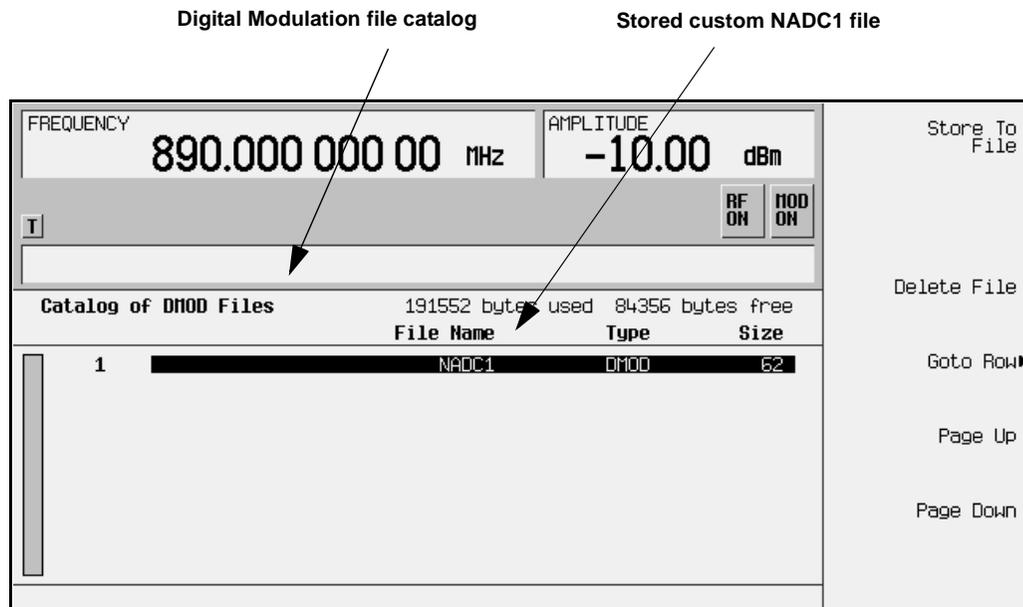 Digital Modulation file catalog
Stored custom NADC1 file
FREQUENCY
890.000 000 00 MHz
AMPLITUDE
-10.00 dBm
RF ON
MOD ON
T
Catalog of DMOD Files 191552 bytes used 84356 bytes free
File Name Type Size
1 NADC1 DMOD 62
Store To
File
Delete File
Goto Row
Page Up
Page Down